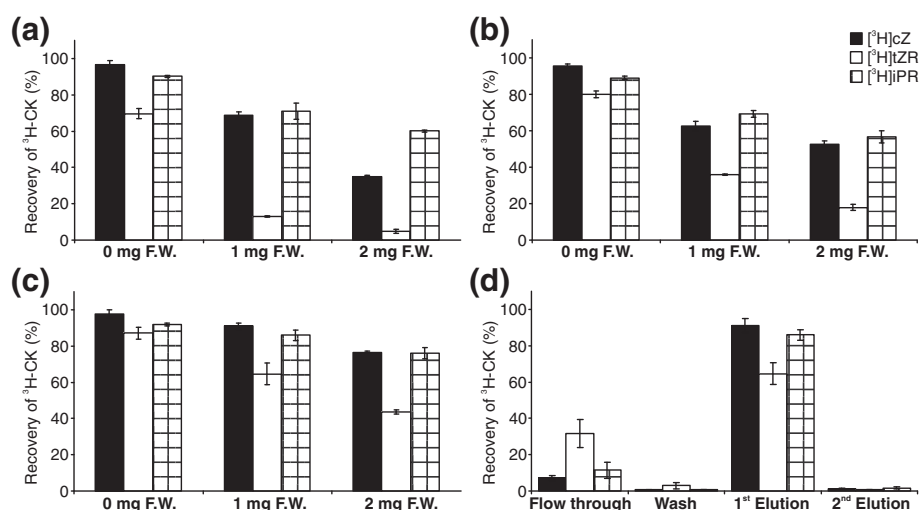 (a)
100
80
60
40
20
0
Recovery of ³H-CK (%)
0 mg F.W. 1 mg F.W. 2 mg F.W.
(b)
100
80
60
40
20
0
Recovery of ³H-CK (%)
0 mg F.W. 1 mg F.W. 2 mg F.W.
[³H]cZ
[³H]tZR
[³H]iPR
(c)
100
80
60
40
20
0
Recovery of ³H-CK (%)
0 mg F.W. 1 mg F.W. 2 mg F.W.
(d)
100
80
60
40
20
0
Recovery of ³H-CK (%)
Flow through Wash 1st Elution 2nd Elution